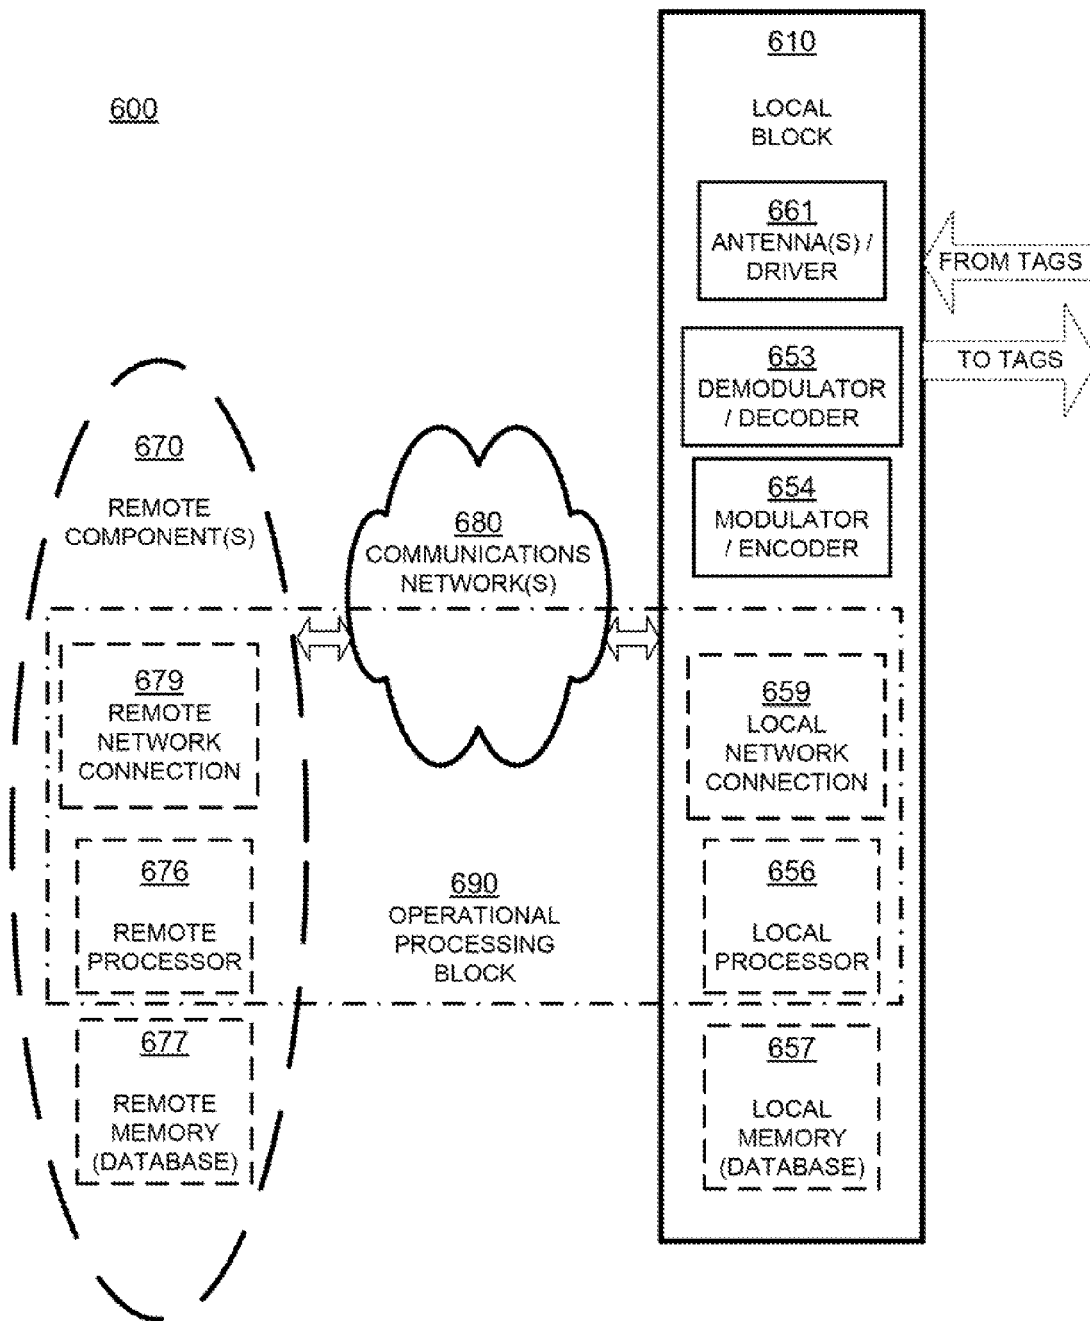 600
610
LOCAL
BLOCK
661
ANTENNA(S) /
DRIVER
FROM TAGS
TO TAGS
653
DEMODULATOR
/ DECODER
654
MODULATOR
/ ENCODER
670
REMOTE
COMPONENT(S)
680
COMMUNICATIONS
NETWORK(S)
679
REMOTE
NETWORK
CONNECTION
659
LOCAL
NETWORK
CONNECTION
676
REMOTE
PROCESSOR
690
OPERATIONAL
PROCESSING
BLOCK
656
LOCAL
PROCESSOR
677
REMOTE
MEMORY
(DATABASE)
657
LOCAL
MEMORY
(DATABASE)